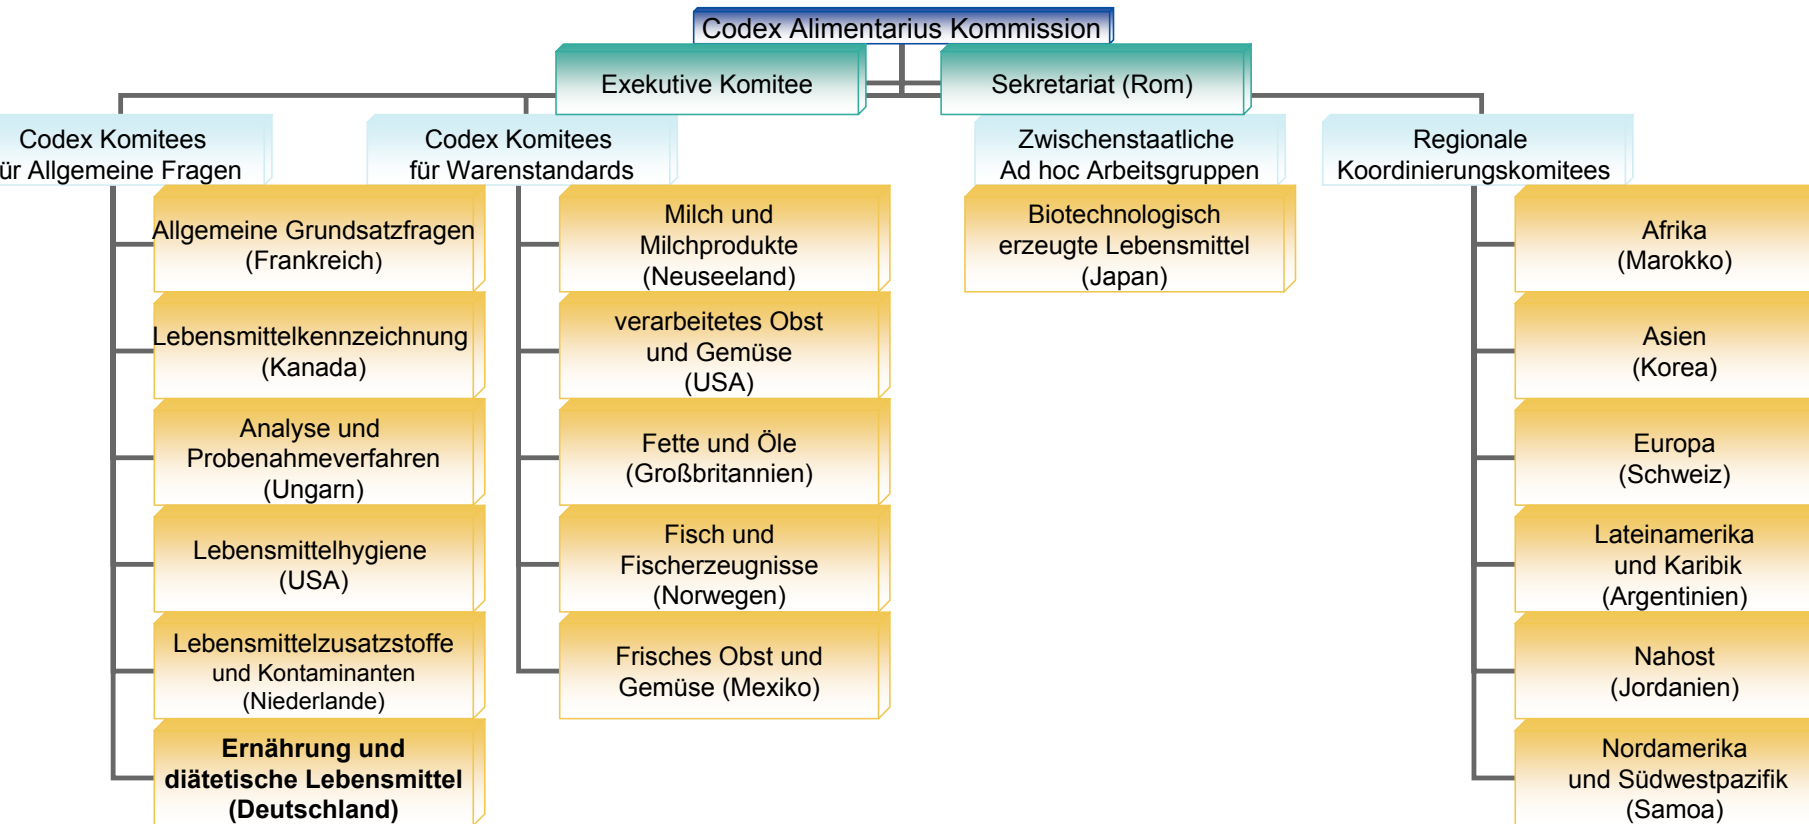 Codex Alimentarius Kommission
Exekutive Komitee
Sekretariat (Rom)
Codex Komitees
ür Allgemeine Fragen
Codex Komitees
für Warenstandards
Zwischenstaatliche
Ad hoc Arbeitsgruppen
Regionale
Koordinierungskomitees
Allgemeine Grundsatzfragen
(Frankreich)
Lebensmittelkennzeichnung
(Kanada)
Analyse und
Probenahmeverfahren
(Ungarn)
Lebensmittelhygiene
(USA)
Lebensmittelzusatzstoffe
und Kontaminanten
(Niederlande)
Ernährung und
diätetische Lebensmittel
(Deutschland)
Milch und
Milchprodukte
(Neuseeland)
verarbeitetes Obst
und Gemüse
(USA)
Fette und Öle
(Großbritannien)
Fisch und
Fischerzeugnisse
(Norwegen)
Frisches Obst und
Gemüse (Mexiko)
Biotechnologisch
erzeugte Lebensmittel
(Japan)
Afrika
(Marokko)
Asien
(Korea)
Europa
(Schweiz)
Lateinamerika
und Karibik
(Argentinien)
Nahost
(Jordanien)
Nordamerika
und Südwestpazifik
(Samoa)